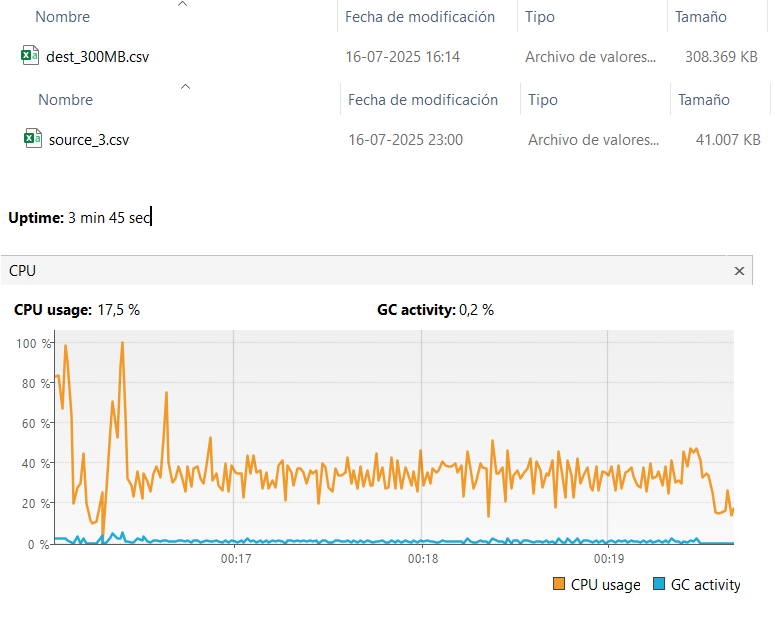 Nombre Fecha de modificación Tipo Tamaño
dest_300MB.csv 16-07-2025 16:14 Archivo de valores... 308.369 KB
Nombre Fecha de modificación Tipo Tamaño
source_3.csv 16-07-2025 23:00 Archivo de valores... 41.007 KB
Uptime: 3 min 45 sec
CPU ×
CPU usage: 17,5 % GC activity: 0,2 %
100 %
80 %
60 %
40 %
20 %
0 %
00:17 00:18 00:19
CPU usage GC activity